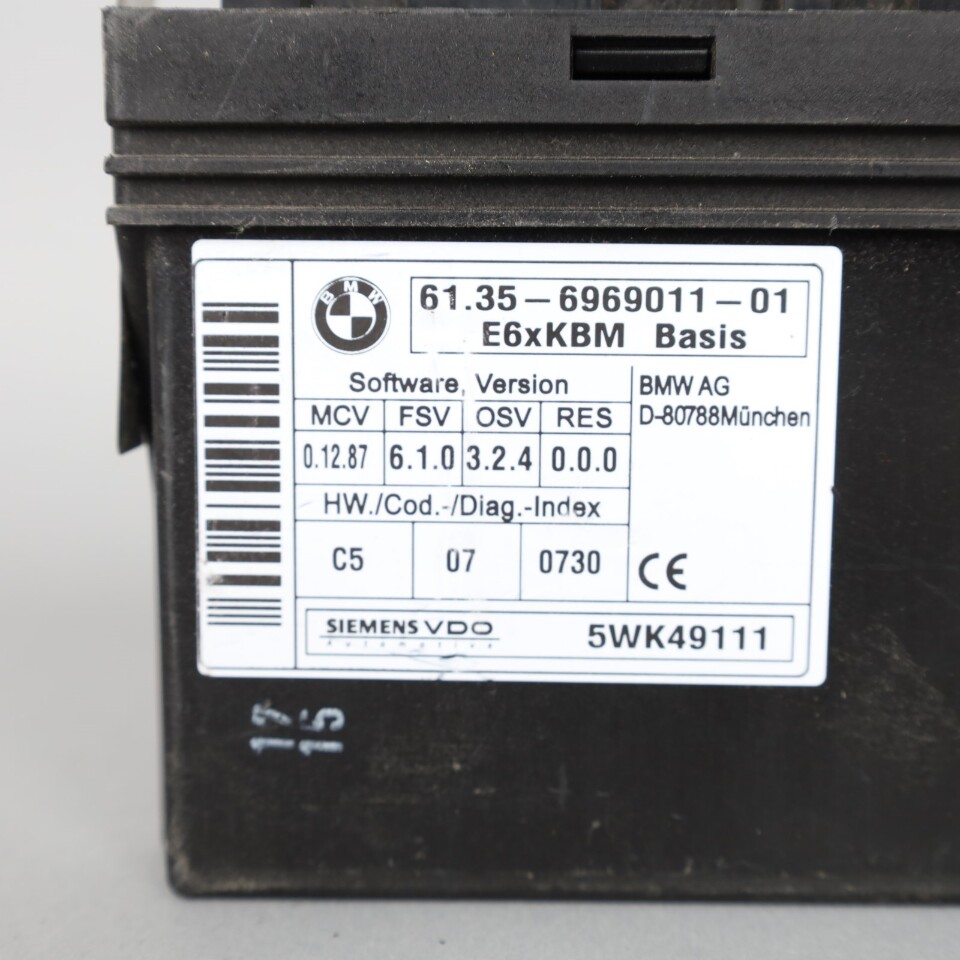 BMW
61.35-6969011-01
E6xKBM Basis
Software, Version
MCV FSV OSV RES
0.12.87 6.1.0 3.2.4 0.0.0
HW./Cod.-/Diag.-Index
C5 07 0730
BMW AG
D-80788München
CE
SIEMENS VDO
Automotive
5WK49111